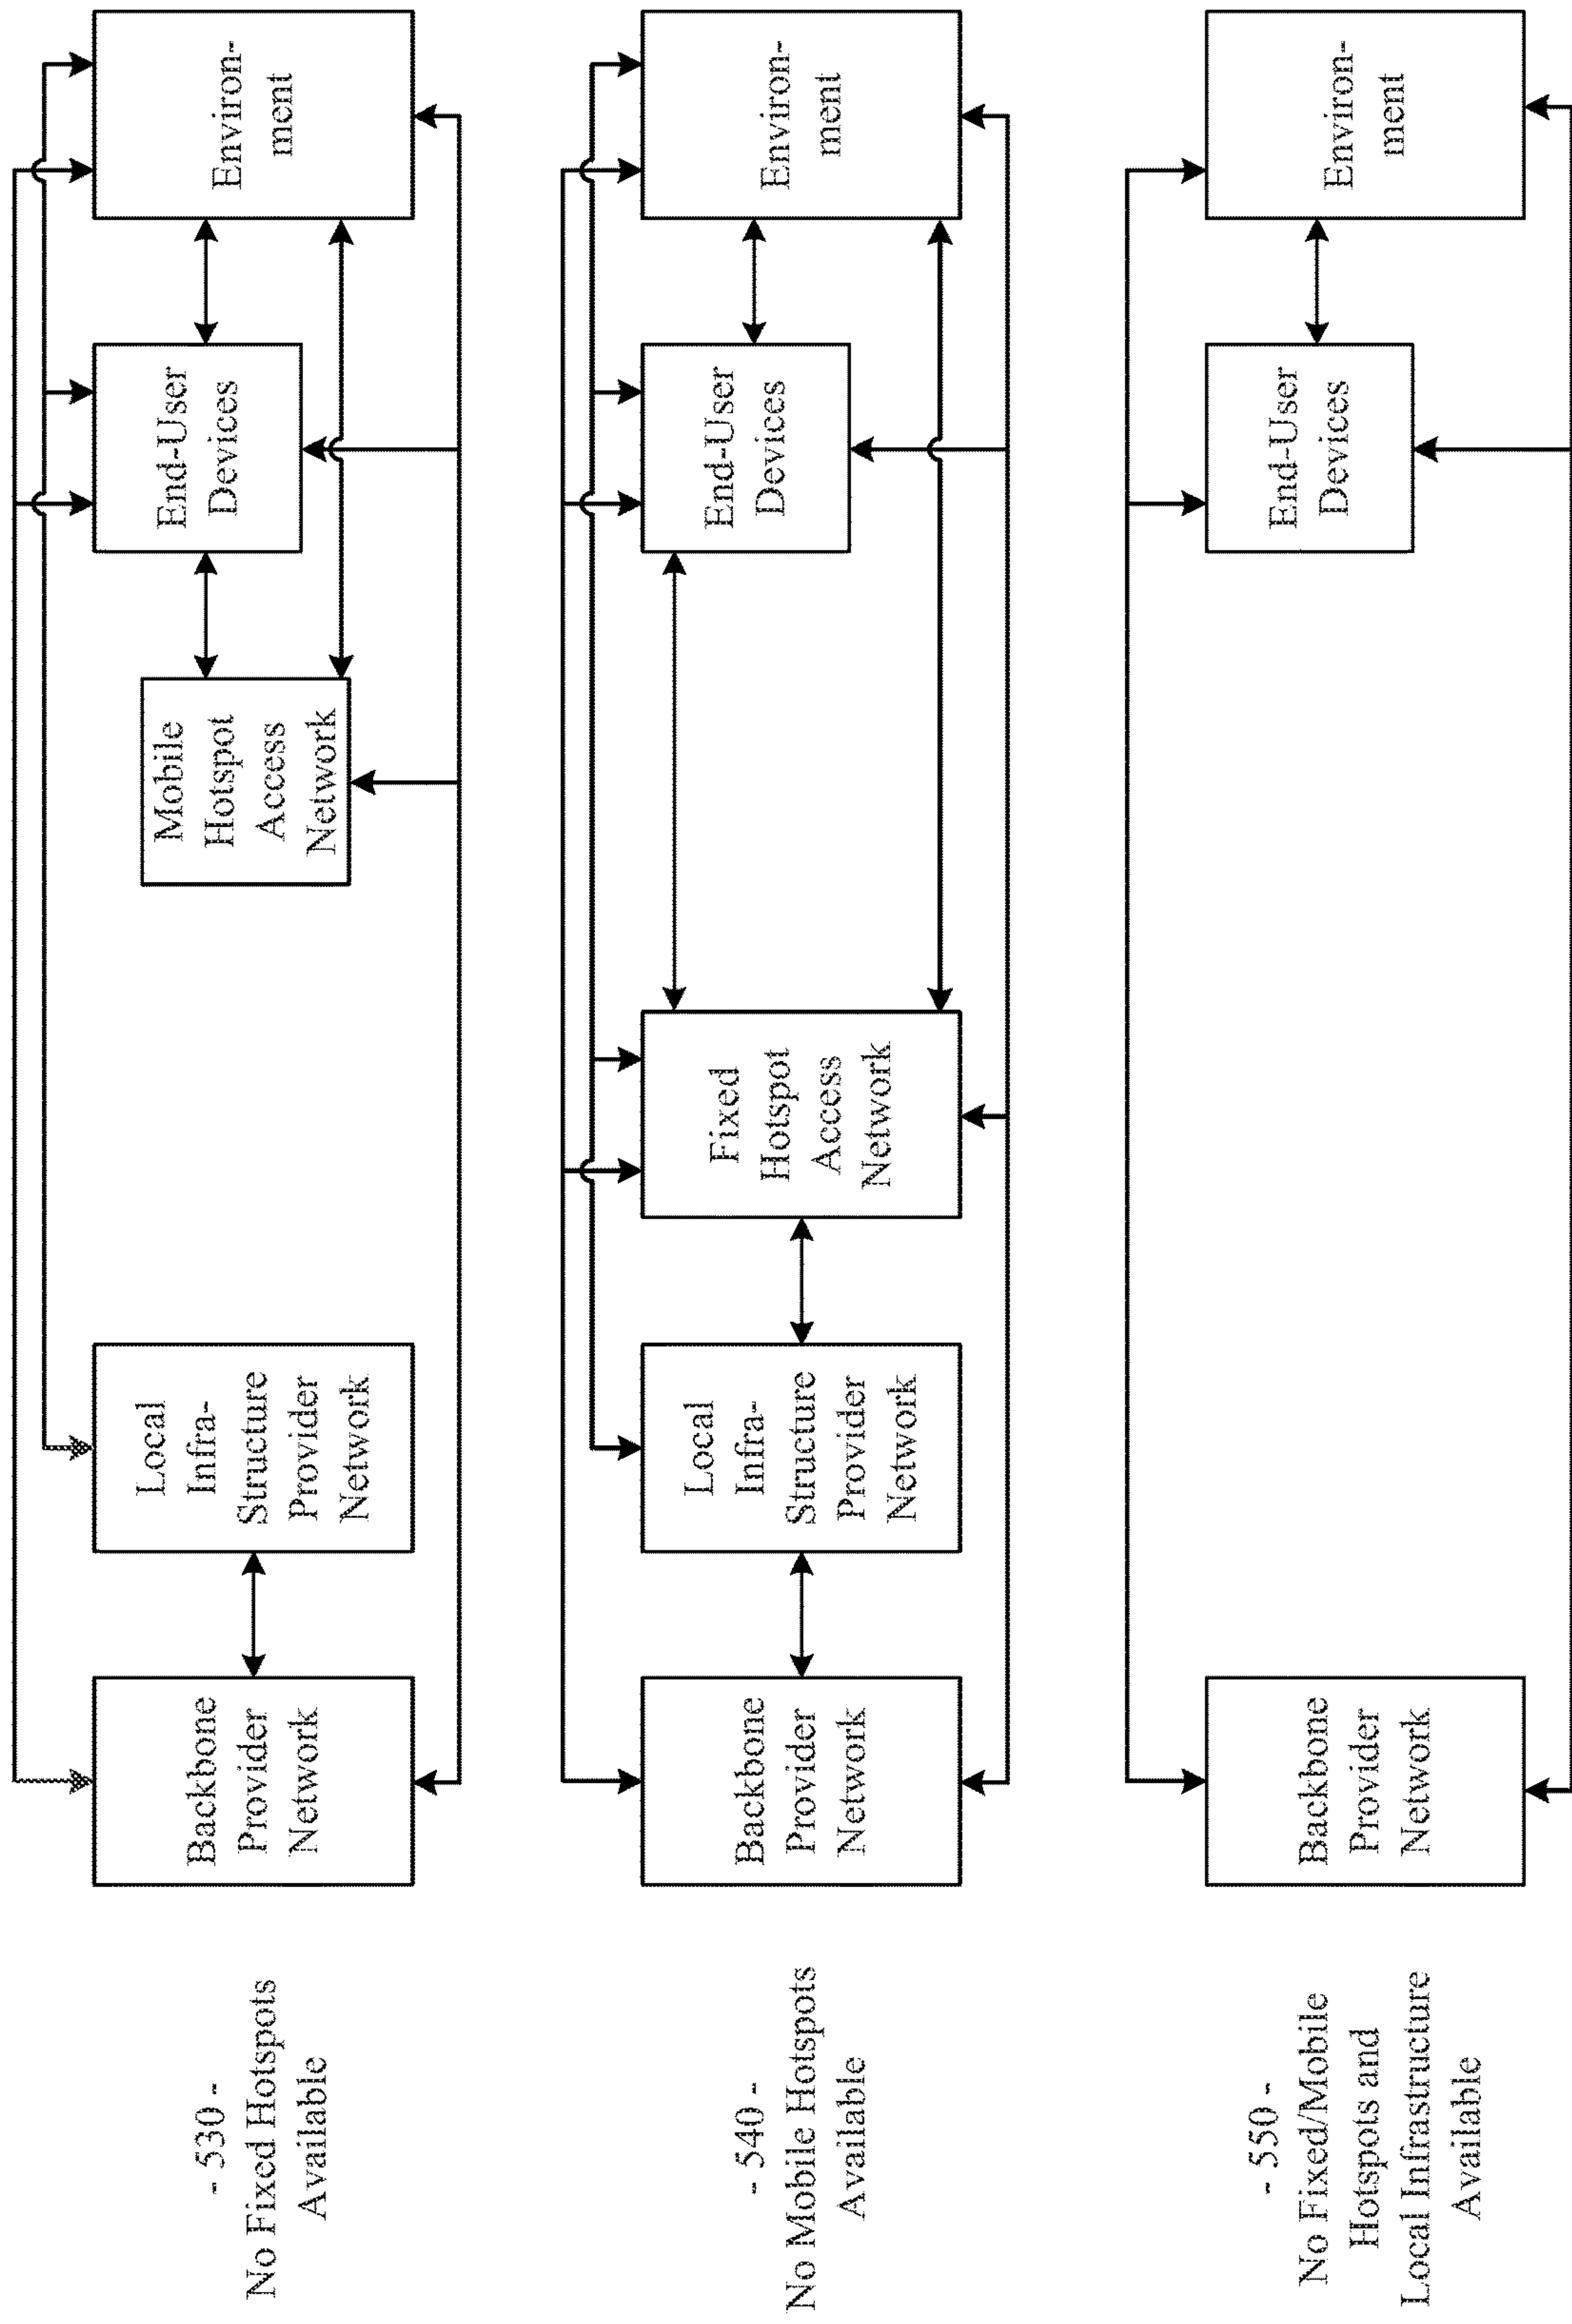 - 530 -
No Fixed Hotspots
Available
Backbone
Provider
Network
Local
Infra-
Structure
Provider
Network
Mobile
Hotspot
Access
Network
End-User
Devices
Environ-
ment
- 540 -
No Mobile Hotspots
Available
Backbone
Provider
Network
Local
Infra-
Structure
Provider
Network
Fixed
Hotspot
Access
Network
End-User
Devices
Environ-
ment
- 550 -
No Fixed/Mobile
Hotspots and
Local Infrastructure
Available
Backbone
Provider
Network
End-User
Devices
Environ-
ment